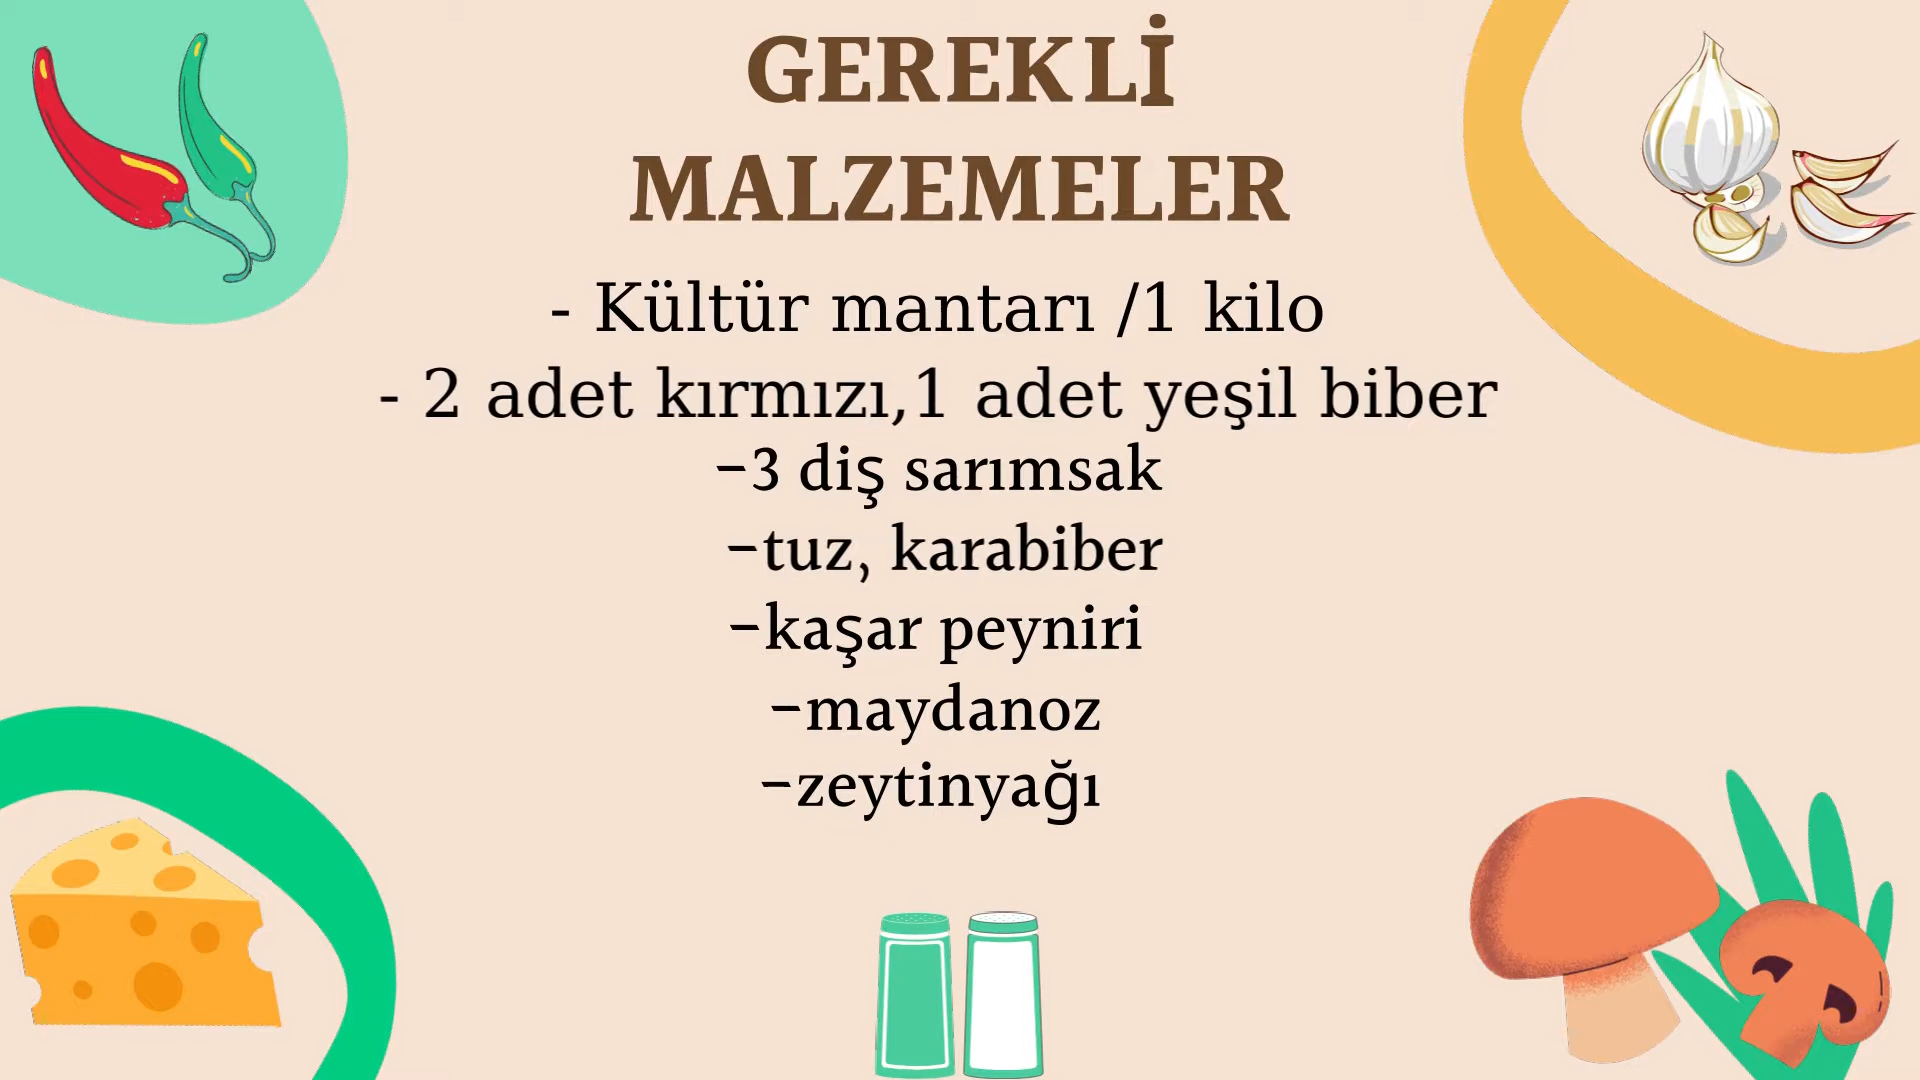 GEREKLİ
MALZEMELER
- Kültür mantarı /1 kilo
- 2 adet kırmızı,1 adet yeşil biber
-3 diş sarımsak
-tuz, karabiber
-kaşar peyniri
-maydanoz
-zeytinyağı